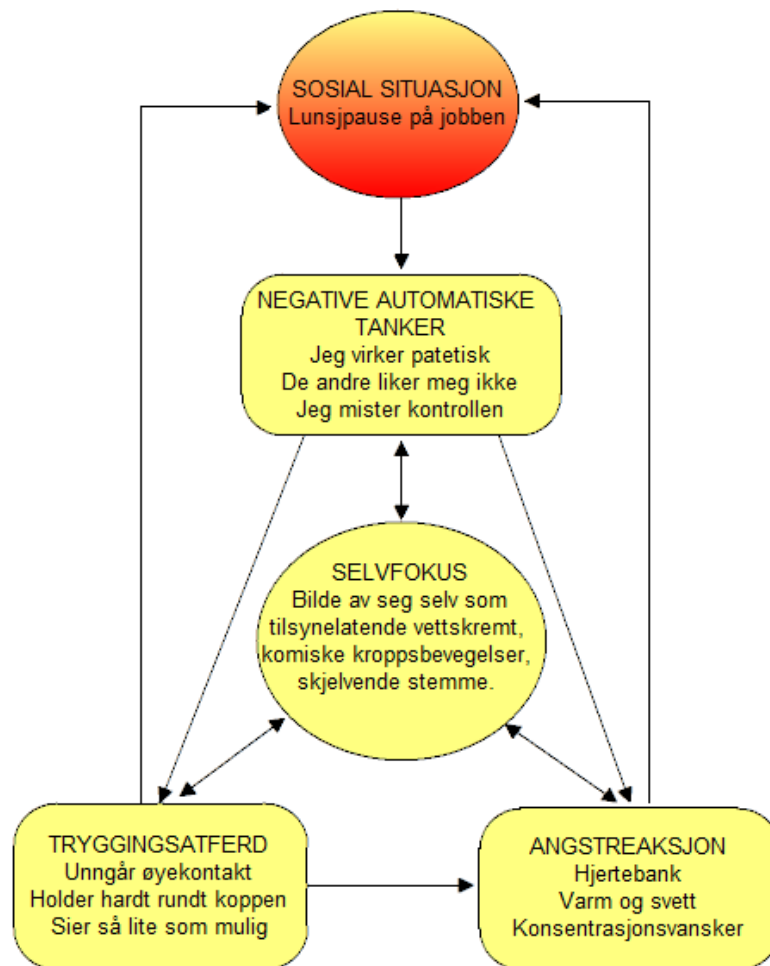 SOSIAL SITUASJON
Lunsjpause på jobben
NEGATIVE AUTOMATISKE
TANKER
Jeg virker patetisk
De andre liker meg ikke
Jeg mister kontrollen
SELVFOKUS
Bilde av seg selv som
tilsynelatende vettskremt,
komiske kroppsbevegelser,
skjelvende stemme.
TRYGGINGSATFERD
Unngår øyekontakt
Holder hardt rundt koppen
Sier så lite som mulig
ANGSTREAKSJON
Hjertebank
Varm og svett
Konsentrasjonsvansker